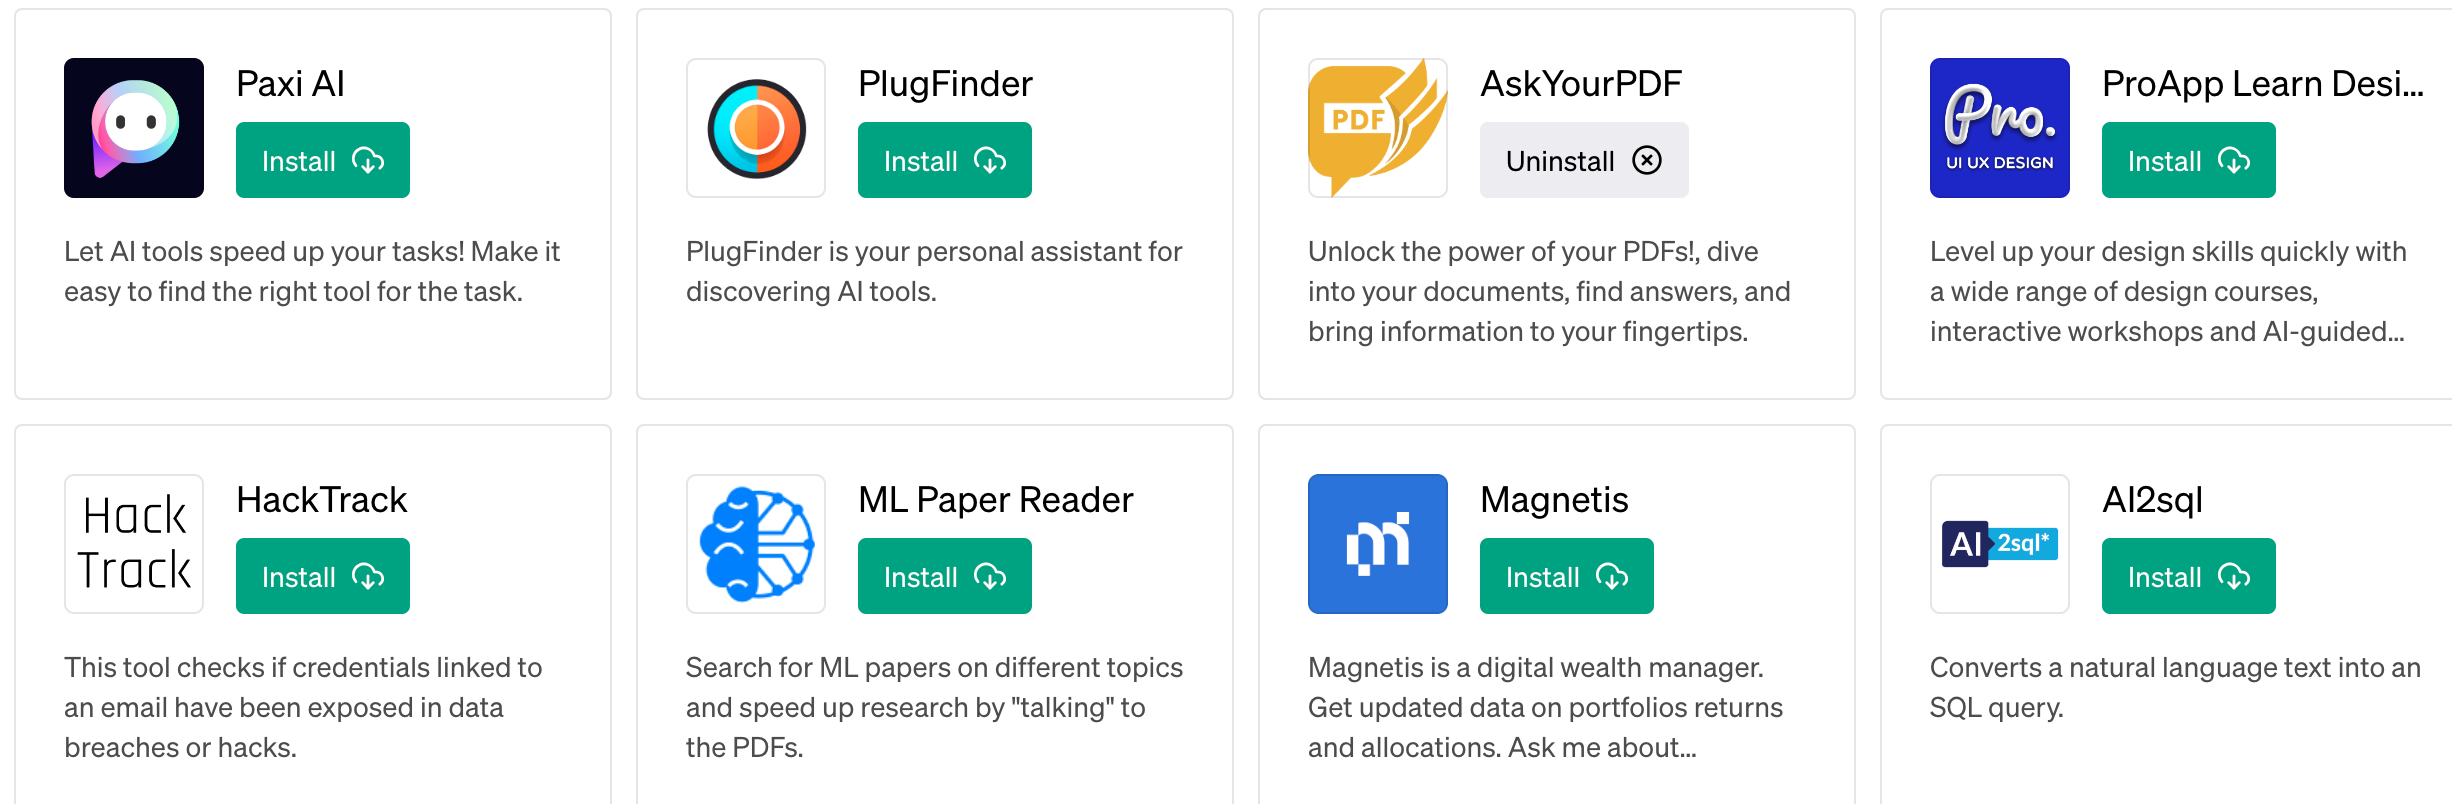 Paxi AI
Install
Let AI tools speed up your tasks! Make it
easy to find the right tool for the task.
PlugFinder
Install
PlugFinder is your personal assistant for
discovering AI tools.
PDF
AskYourPDF
Uninstall
Unlock the power of your PDFs!, dive
into your documents, find answers, and
bring information to your fingertips.
Pro.
UI UX DESIGN
ProApp Learn Desi...
Install
Level up your design skills quickly with
a wide range of design courses,
interactive workshops and AI-guided...
Hack
Track
HackTrack
Install
This tool checks if credentials linked to
an email have been exposed in data
breaches or hacks.
ML Paper Reader
Install
Search for ML papers on different topics
and speed up research by "talking" to
the PDFs.
m
Magnetis
Install
Magnetis is a digital wealth manager.
Get updated data on portfolios returns
and allocations. Ask me about...
AI 2sql*
AI2sql
Install
Converts a natural language text into an
SQL query.